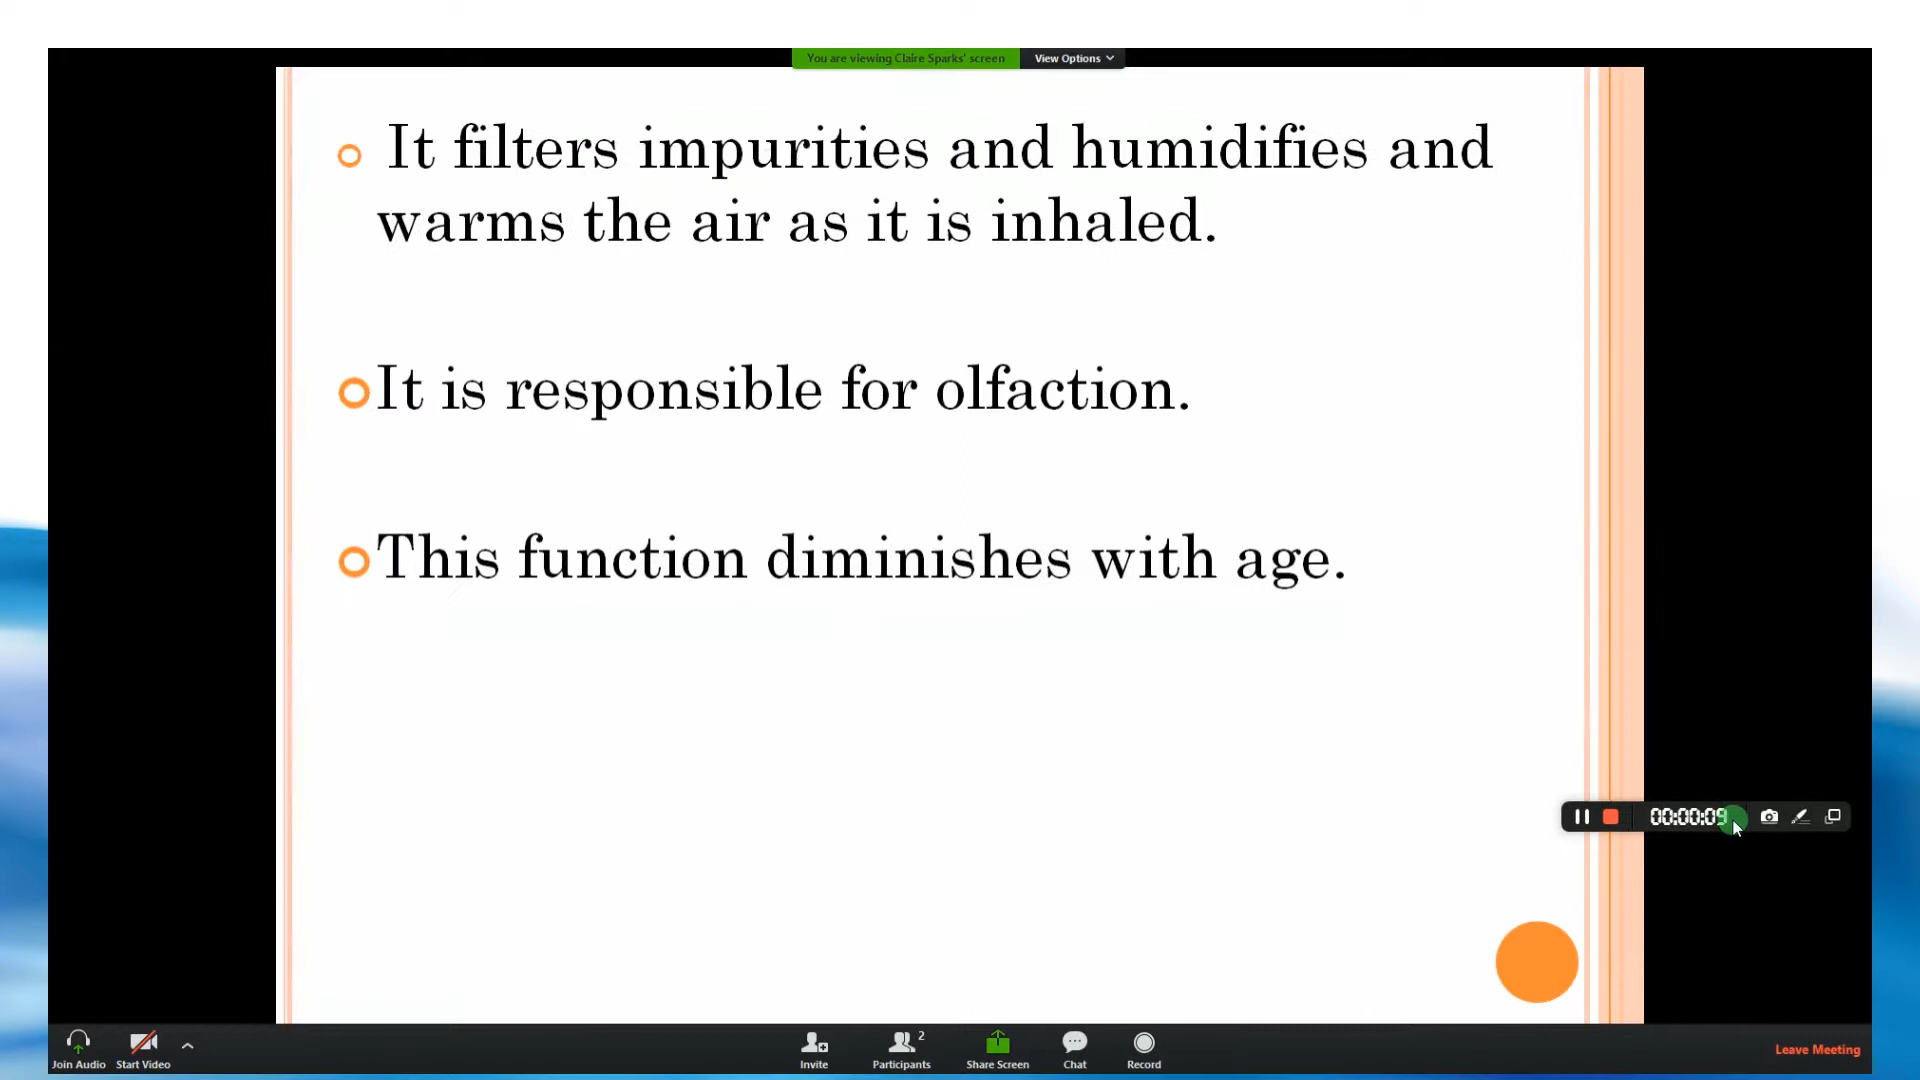 You are viewing Claire Sparks' screen
View Options
It filters impurities and humidifies and
warms the air as it is inhaled.
It is responsible for olfaction.
This function diminishes with age.
00:00:09
2
Join Audio
Start Video
Invite
Participants
Share Screen
Chat
Record
Leave Meeting